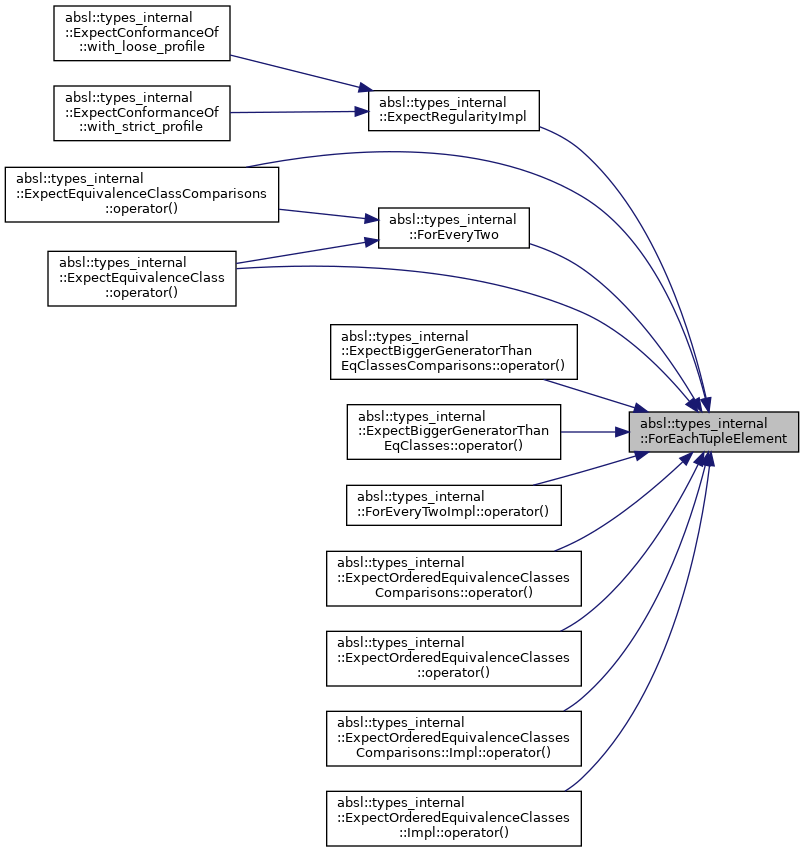 absl::types_internal
::ExpectConformanceOf
::with_loose_profile
absl::types_internal
::ExpectConformanceOf
::with_strict_profile
absl::types_internal
::ExpectRegularityImpl
absl::types_internal
::ExpectEquivalenceClassComparisons
::operator()
absl::types_internal
::ForEveryTwo
absl::types_internal
::ExpectEquivalenceClass
::operator()
absl::types_internal
::ExpectBiggerGeneratorThan
EqClassesComparisons::operator()
absl::types_internal
::ExpectBiggerGeneratorThan
EqClasses::operator()
absl::types_internal
::ForEachTupleElement
absl::types_internal
::ForEveryTwoImpl::operator()
absl::types_internal
::ExpectOrderedEquivalenceClasses
Comparisons::operator()
absl::types_internal
::ExpectOrderedEquivalenceClasses
::operator()
absl::types_internal
::ExpectOrderedEquivalenceClasses
Comparisons::Impl::operator()
absl::types_internal
::ExpectOrderedEquivalenceClasses
::Impl::operator()